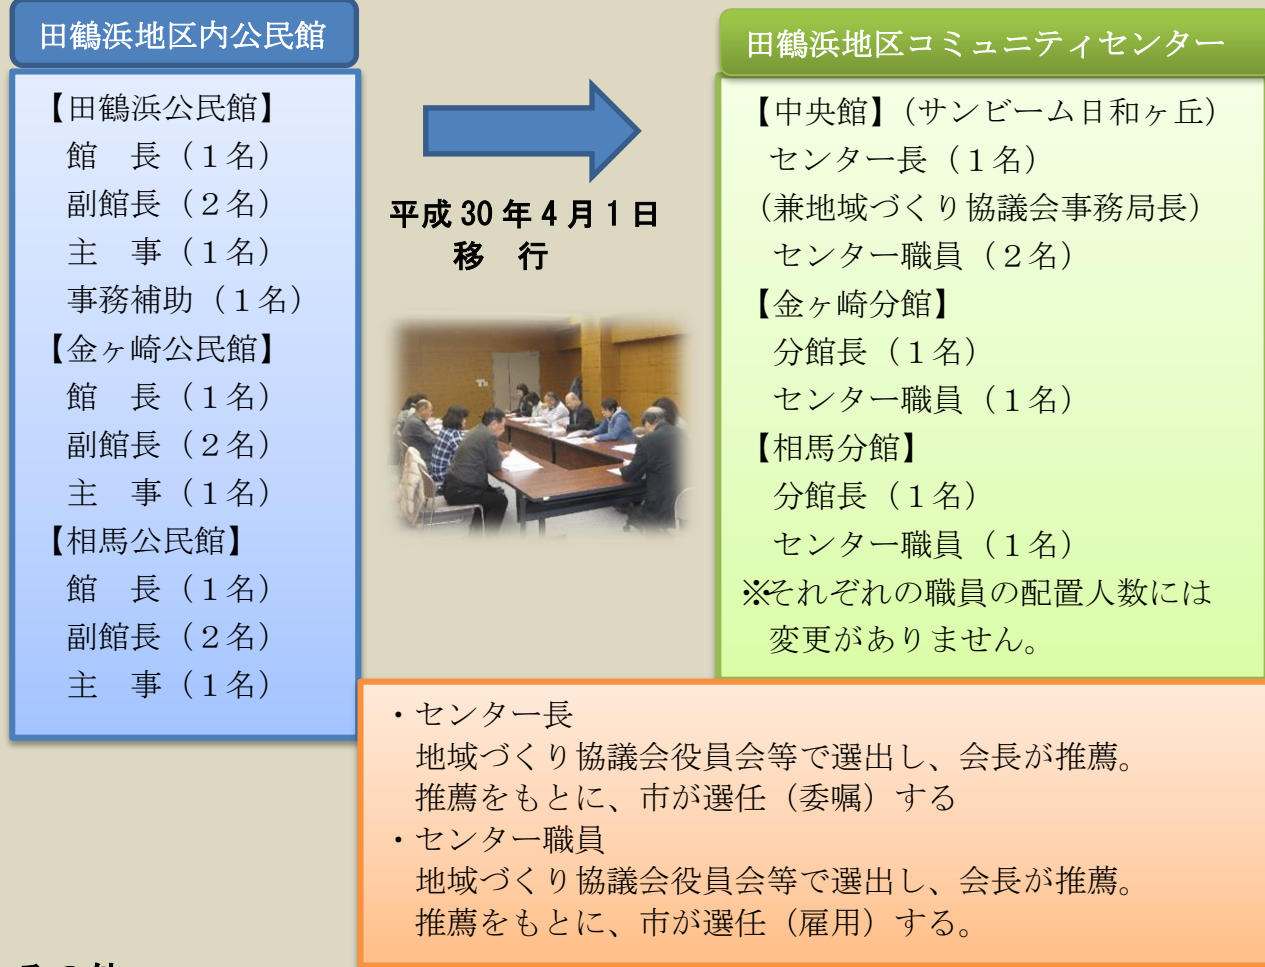 田鶴浜地区内公民館
【田鶴浜公民館】
館　長（１名）
副館長（２名）
主　事（１名）
事務補助（１名）
【金ヶ崎公民館】
館　長（１名）
副館長（２名）
主　事（１名）
【相馬公民館】
館　長（１名）
副館長（２名）
主　事（１名）
平成 30 年 4 月 1 日
移　行
田鶴浜地区コミュニティセンター
【中央館】（サンビーム日和ヶ丘）
センター長（１名）
（兼地域づくり協議会事務局長）
センター職員（２名）
【金ヶ崎分館】
分館長（１名）
センター職員（１名）
【相馬分館】
分館長（１名）
センター職員（１名）
※それぞれの職員の配置人数には
変更がありません。
・センター長
地域づくり協議会役員会等で選出し、会長が推薦。
推薦をもとに、市が選任（委嘱）する
・センター職員
地域づくり協議会役員会等で選出し、会長が推薦。
推薦をもとに、市が選任（雇用）する。